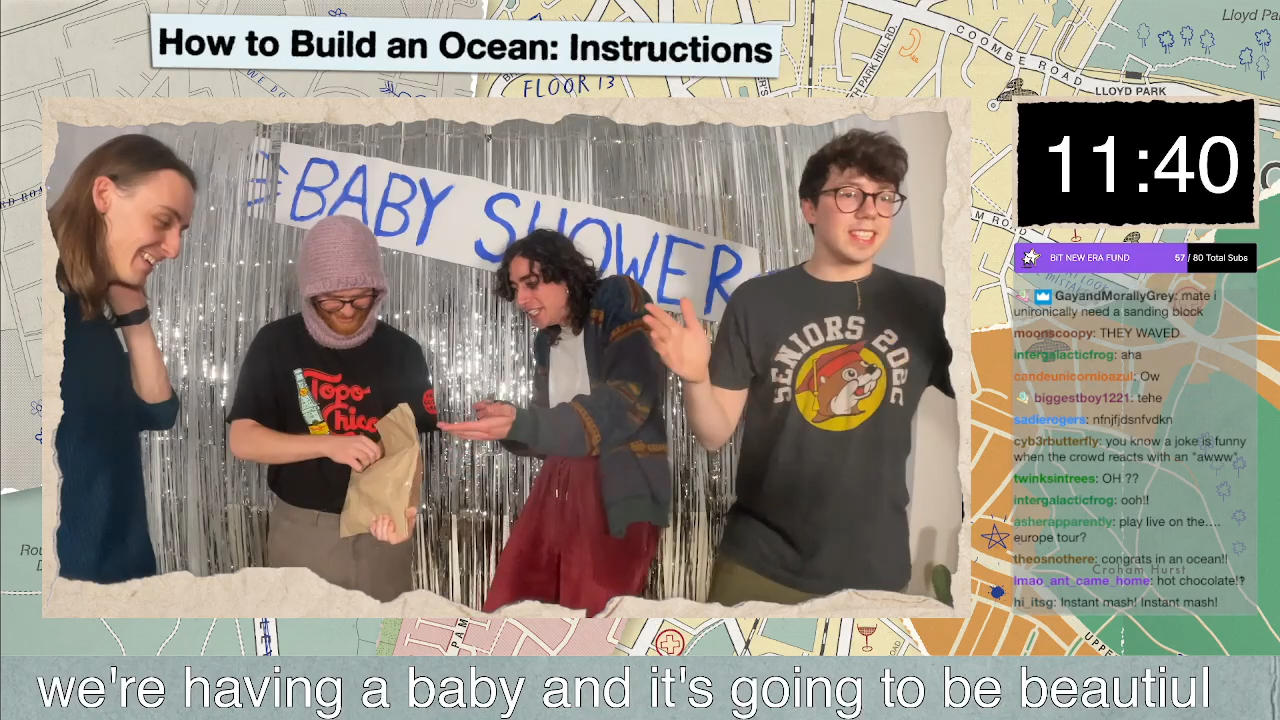 How to Build an Ocean: Instructions
FLOOR 13
COOMBE ROAD
Lloyd Pa
LLOYD PARK
BABY SHOWER
Topo
Chico
SENIORS
11:40
BiT NEW ERA FUND 57 / 80 Total Subs
GayandMorallyGrey: mate i
unironically need a sanding block
moonscoopy: THEY WAVED
intergalacticfrog: aha
candeunicornioazul: Ow
biggestboy1221: tehe
sadierogers: nfnjfjdsnfvdkn
cyb3rbutterfly: you know a joke is funny
when the crowd reacts with an "awww"
twinksintrees: OH ??
intergalacticfrog: ooh!!
asherapparently: play live on the....
europe tour?
theosnothere: congrats in an ocean!!
Croham Hurst
lmao_ant_came_home: hot chocolate!?
hi_itsg: Instant mash! Instant mash!
we're having a baby and it's going to be beautiul